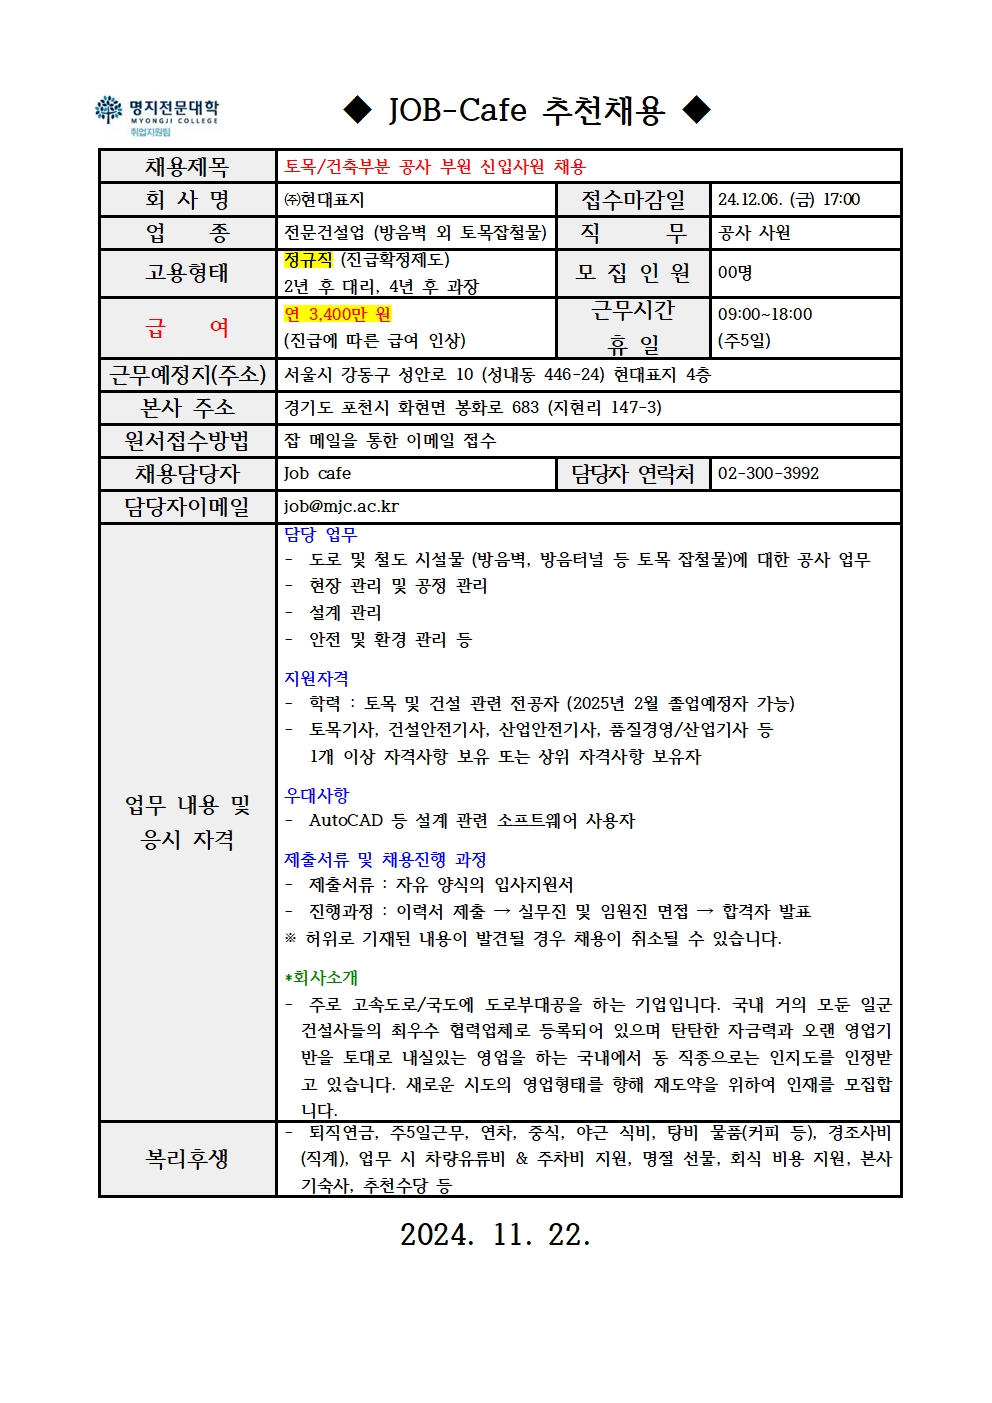 명지전문대학
MYONGJI COLLEGE
취업지원팀
◆ JOB-Cafe 추천채용 ◆
채용제목 토목/건축부분 공사 부원 신입사원 채용
회 사 명 ㈜현대표지 접수마감일 24.12.06. (금) 17:00
업 종 전문건설업 (방음벽 외 토목잡철물) 직 무 공사 사원
고용형태 정규직 (진급확정제도)
2년 후 대리, 4년 후 과장
모 집 인 원 00명
급 여 연 3,400만 원
(진급에 따른 급여 인상)
근무시간
휴 일
09:00~18:00
(주5일)
근무예정지(주소) 서울시 강동구 성안로 10 (성내동 446-24) 현대표지 4층
본사 주소 경기도 포천시 화현면 봉화로 683 (지현리 147-3)
원서접수방법 잡 메일을 통한 이메일 접수
채용담당자 Job cafe 담당자 연락처 02-300-3992
담당자이메일 job@mjc.ac.kr
업무 내용 및
응시 자격
담당 업무
- 도로 및 철도 시설물 (방음벽, 방음터널 등 토목 잡철물)에 대한 공사 업무
- 현장 관리 및 공정 관리
- 설계 관리
- 안전 및 환경 관리 등
지원자격
- 학력 : 토목 및 건설 관련 전공자 (2025년 2월 졸업예정자 가능)
- 토목기사, 건설안전기사, 산업안전기사, 품질경영/산업기사 등
1개 이상 자격사항 보유 또는 상위 자격사항 보유자
우대사항
- AutoCAD 등 설계 관련 소프트웨어 사용자
제출서류 및 채용진행 과정
- 제출서류 : 자유 양식의 입사지원서
- 진행과정 : 이력서 제출 → 실무진 및 임원진 면접 → 합격자 발표
※ 허위로 기재된 내용이 발견될 경우 채용이 취소될 수 있습니다.
*회사소개
- 주로 고속도로/국도에 도로부대공을 하는 기업입니다. 국내 거의 모둔 일군
건설사들의 최우수 협력업체로 등록되어 있으며 탄탄한 자금력과 오랜 영업기
반을 토대로 내실있는 영업을 하는 국내에서 동 직종으로는 인지도를 인정받
고 있습니다. 새로운 시도의 영업형태를 향해 재도약을 위하여 인재를 모집합
니다.
복리후생
- 퇴직연금, 주5일근무, 연차, 중식, 야근 식비, 탕비 물품(커피 등), 경조사비
(직계), 업무 시 차량유류비 & 주차비 지원, 명절 선물, 회식 비용 지원, 본사
기숙사, 추천수당 등
2024. 11. 22.